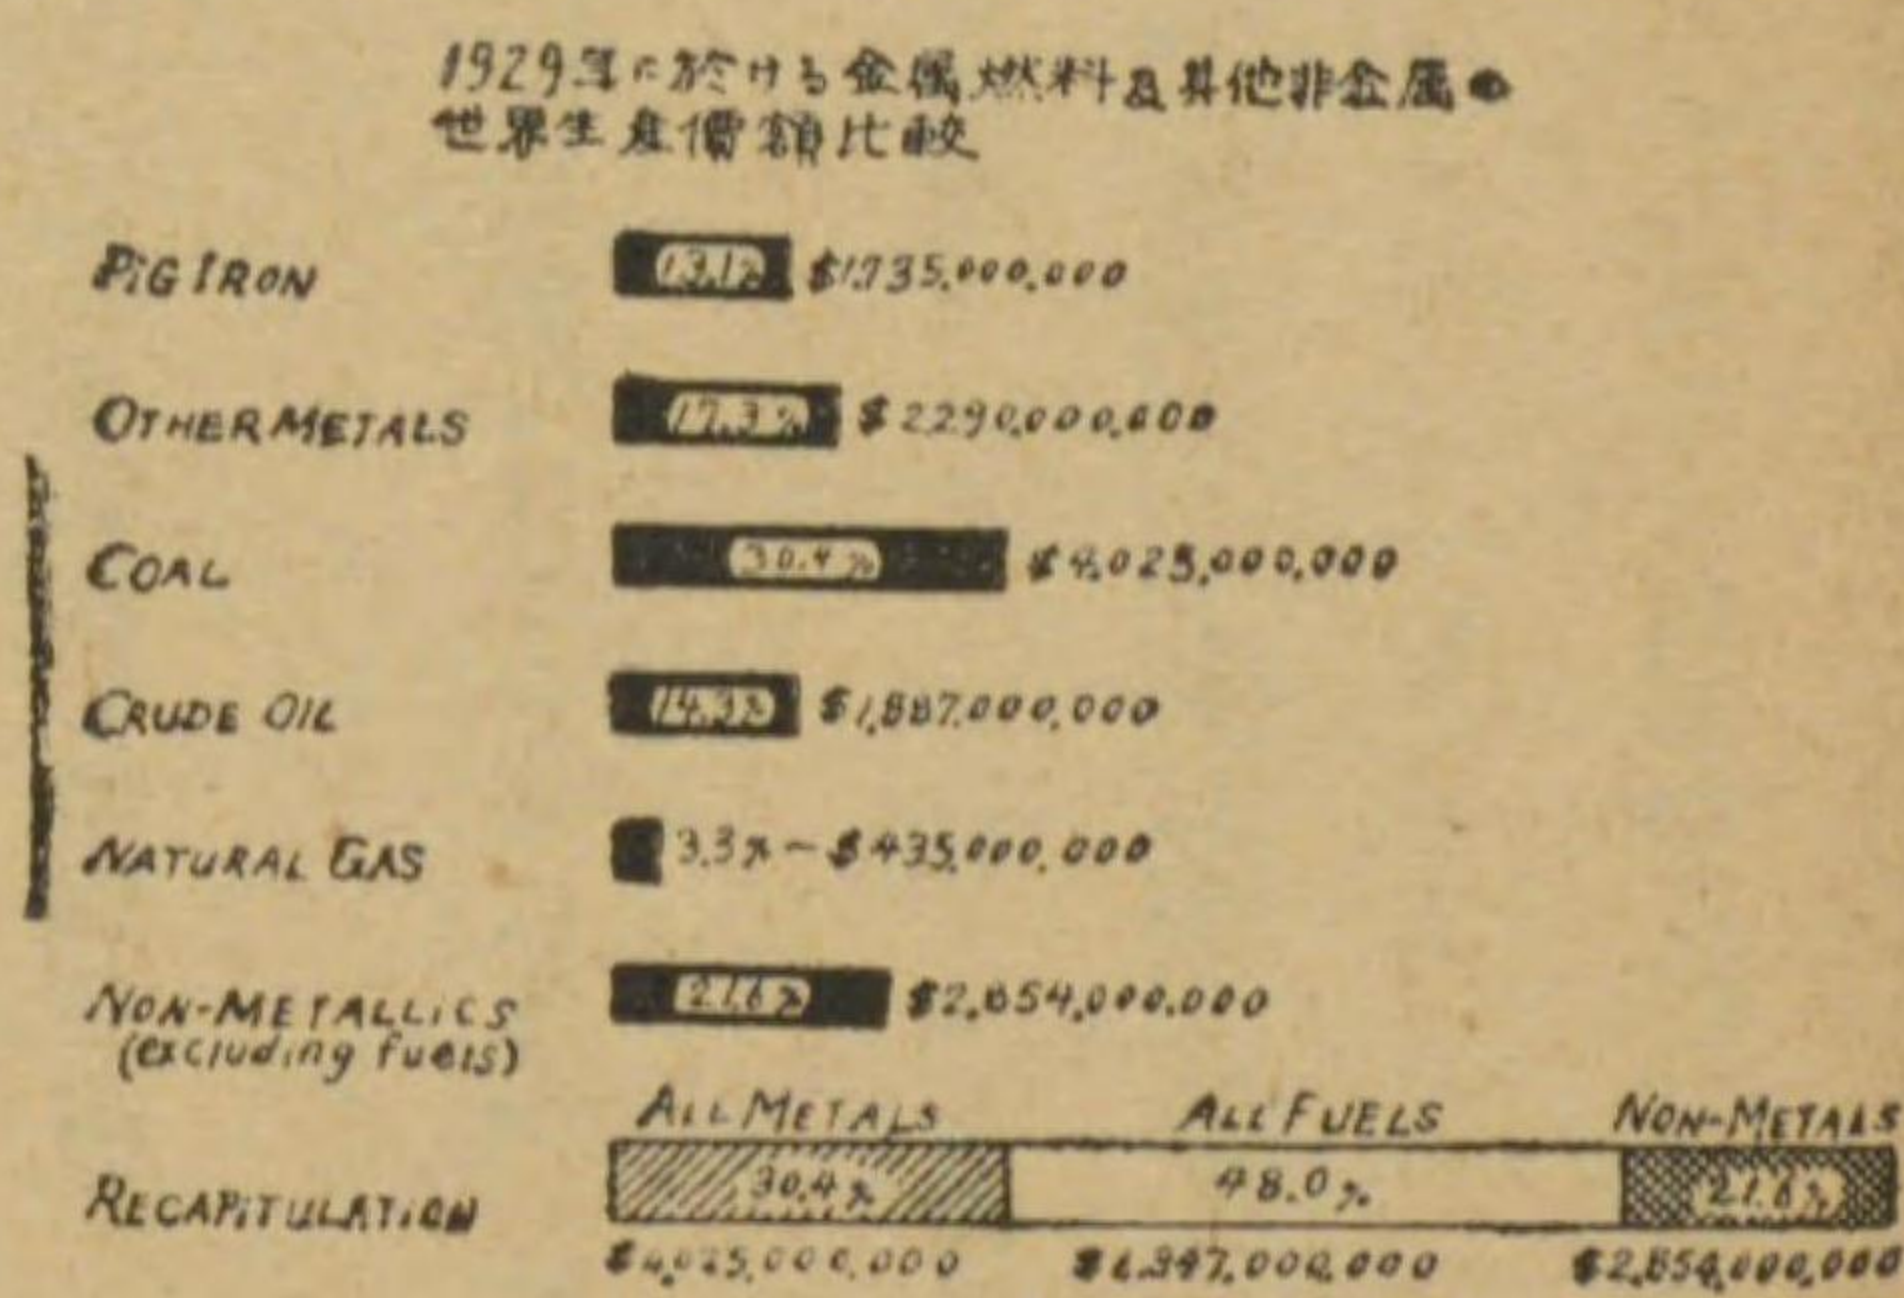 1929年に於ける金属燃料及其他非金属の
世界生産價額比較
PIG IRON 13.1% $1,735,000,000
OTHER METALS 17.3% $2290,000,000
COAL 30.4% $4,025,000,000
CRUDE OIL 14.3% $1,887,000,000
NATURAL GAS 3.3% - $435,000,000
NON-METALLICS 21.6% $2,854,000,000
(excluding fuels)
ALL METALS ALL FUELS NON-METALS
RECAPITULATION 30.4% 48.0% 21.6%
$4,025,000,000 $6,347,000,000 $2,854,000,000